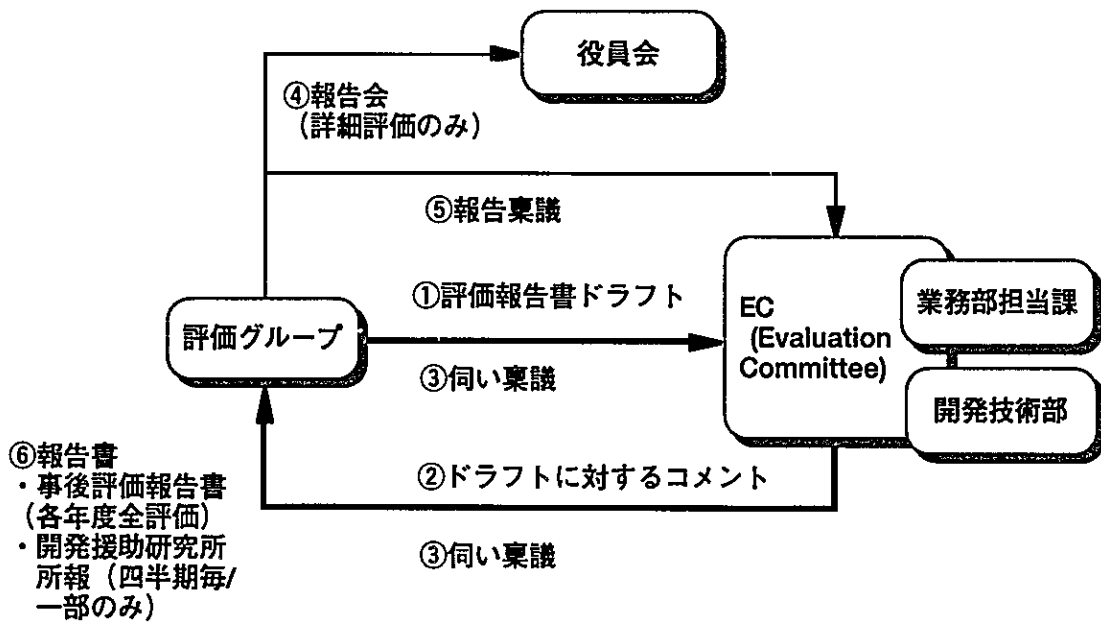 役員会
④報告会
（詳細評価のみ）
⑤報告稟議
①評価報告書ドラフト
EC
(Evaluation
Committee)
業務部担当課
評価グループ
③伺い稟議
開発技術部
⑥報告書
・事後評価報告書
（各年度全評価）
・開発援助研究所
所報（四半期毎/
一部のみ）
②ドラフトに対するコメント
③伺い稟議